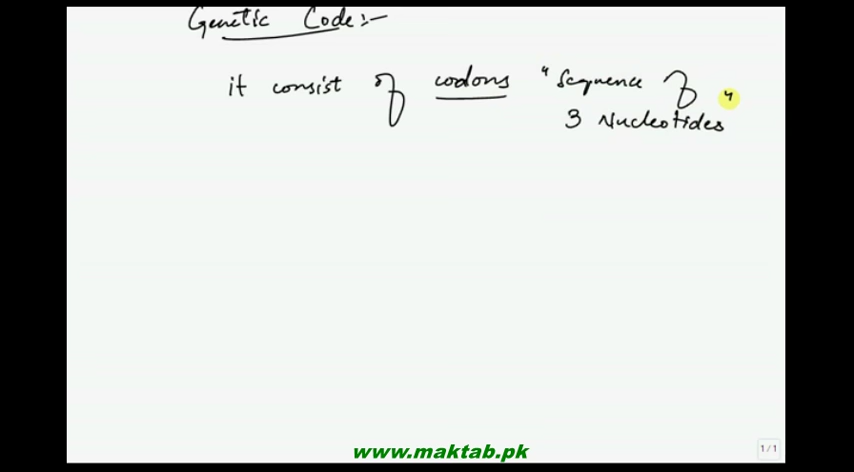 Genetic Code:-
it consist of codons "Sequence of "
3 Nucleotides
1/1
www.maktab.pk